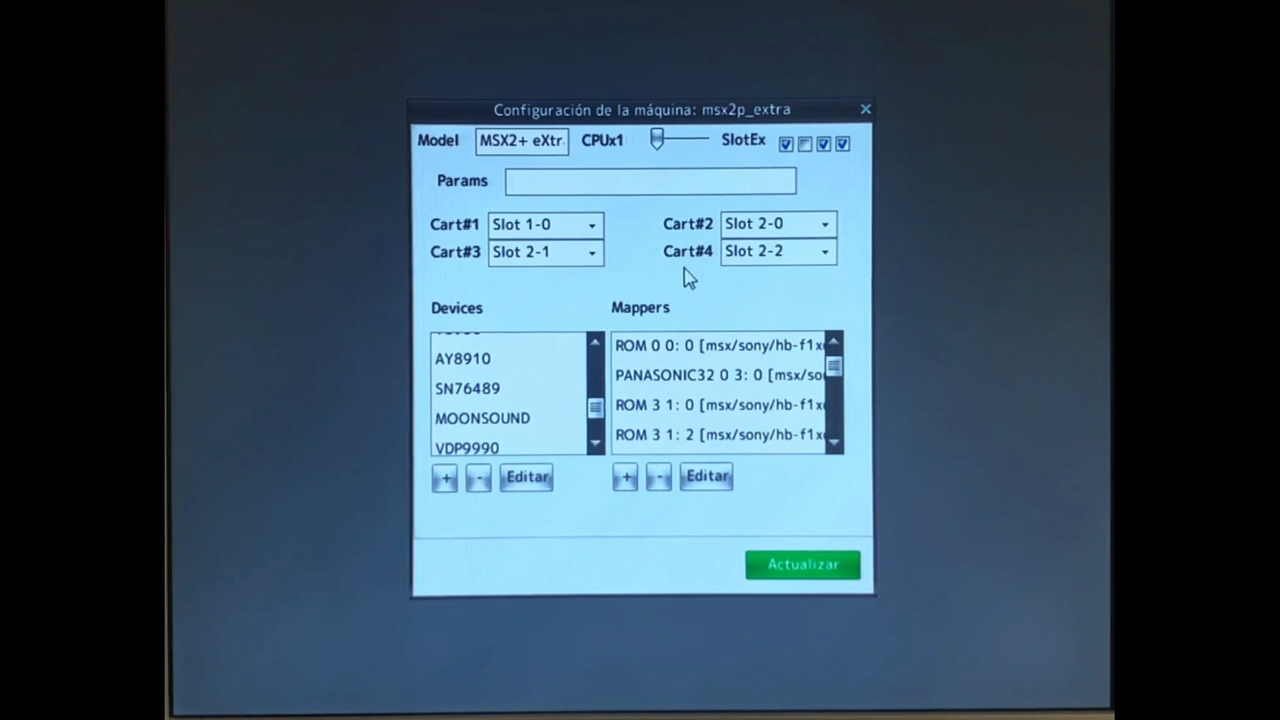 Configuración de la máquina: msx2p_extra X
Model MSX2+ eXtr CPUx1 SlotEx
Params
Cart#1 Slot 1-0 Cart#2 Slot 2-0
Cart#3 Slot 2-1 Cart#4 Slot 2-2
Devices Mappers
AY8910
SN76489
MOONSOUND
VDP9990
ROM 0 0: 0 [msx/sony/hb-f1x
PANASONIC32 0 3: 0 [msx/so
ROM 3 1: 0 [msx/sony/hb-f1x
ROM 3 1: 2 [msx/sony/hb-f1x
+ - Editar + - Editar
Actualizar